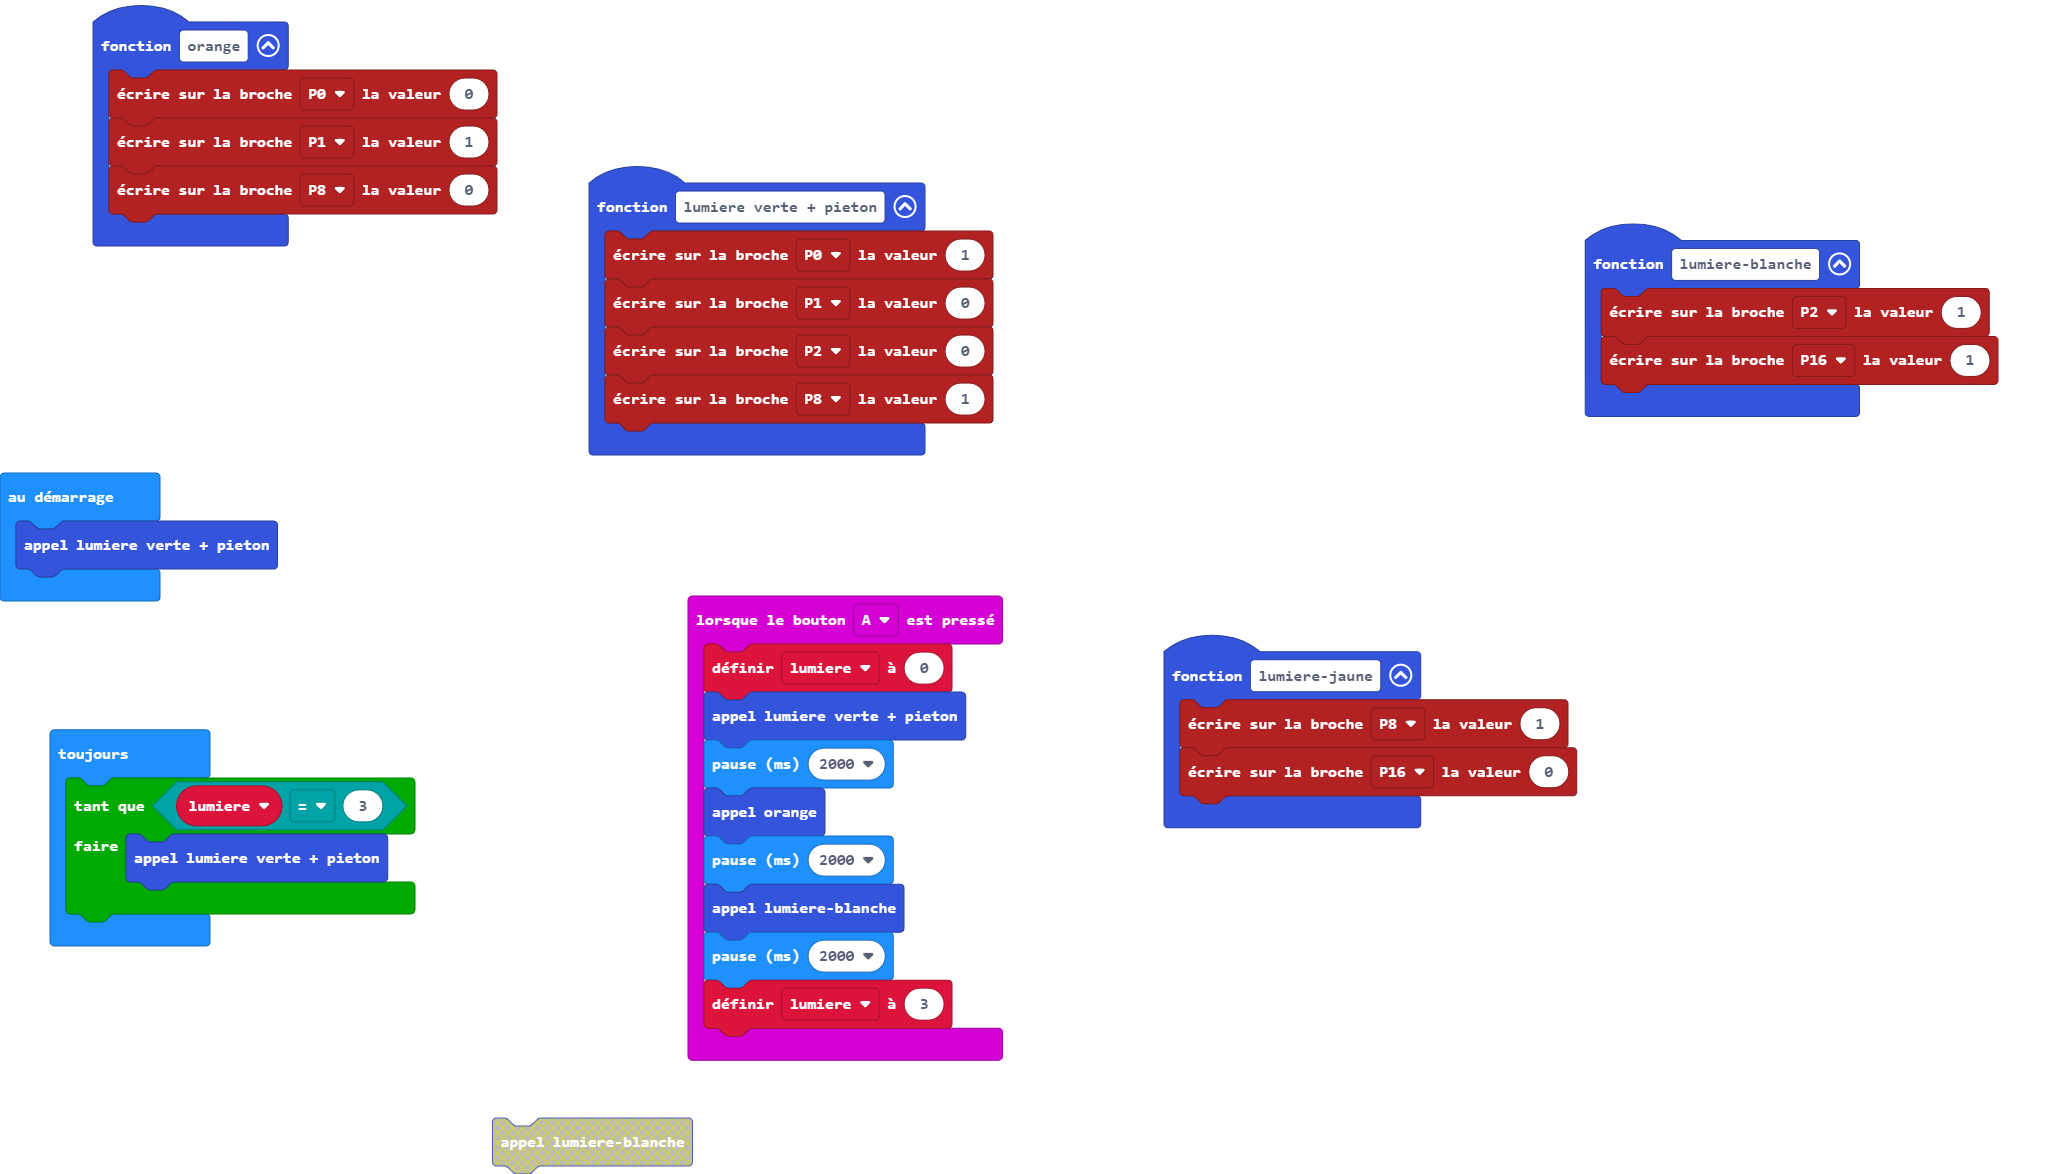 fonction orange
écrire sur la broche P0 la valeur 0
écrire sur la broche P1 la valeur 1
écrire sur la broche P8 la valeur 0
fonction lumiere verte + pieton
écrire sur la broche P0 la valeur 1
écrire sur la broche P1 la valeur 0
écrire sur la broche P2 la valeur 0
écrire sur la broche P8 la valeur 1
fonction lumiere-blanche
écrire sur la broche P2 la valeur 1
écrire sur la broche P16 la valeur 1
au démarrage
appel lumiere verte + pieton
lorsque le bouton A est pressé
définir lumiere à 0
appel lumiere verte + pieton
pause (ms) 2000
appel orange
pause (ms) 2000
appel lumiere-blanche
pause (ms) 2000
définir lumiere à 3
fonction lumiere-jaune
écrire sur la broche P8 la valeur 1
écrire sur la broche P16 la valeur 0
toujours
tant que lumiere = 3
faire appel lumiere verte + pieton
appel lumiere-blanche